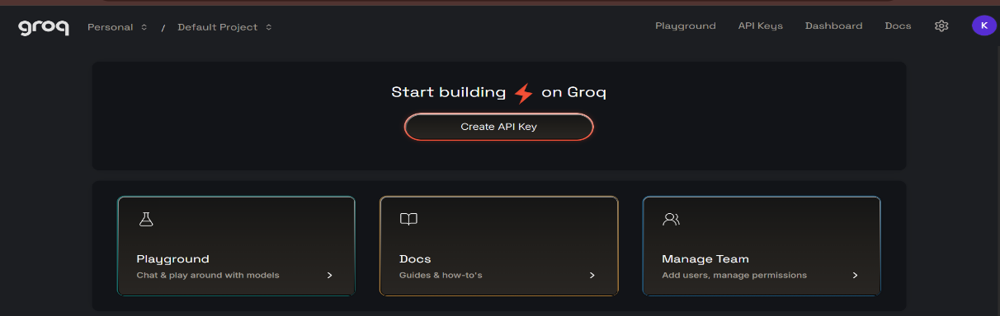 groq Personal / Default Project Playground API Keys Dashboard Docs K
Start building on Groq
Create API Key
Playground
Chat & play around with models
Docs
Guides & how-to's
Manage Team
Add users, manage permissions